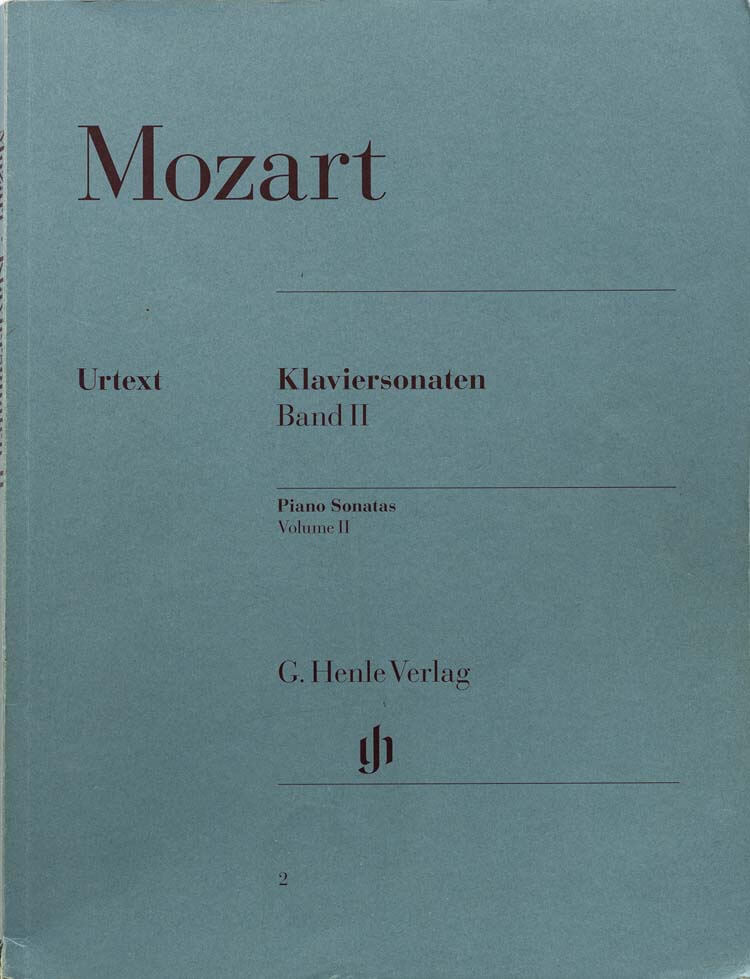 Mozart
Urtext
Klaviersonaten
Band II
Piano Sonatas
Volume II
G. Henle Verlag
2